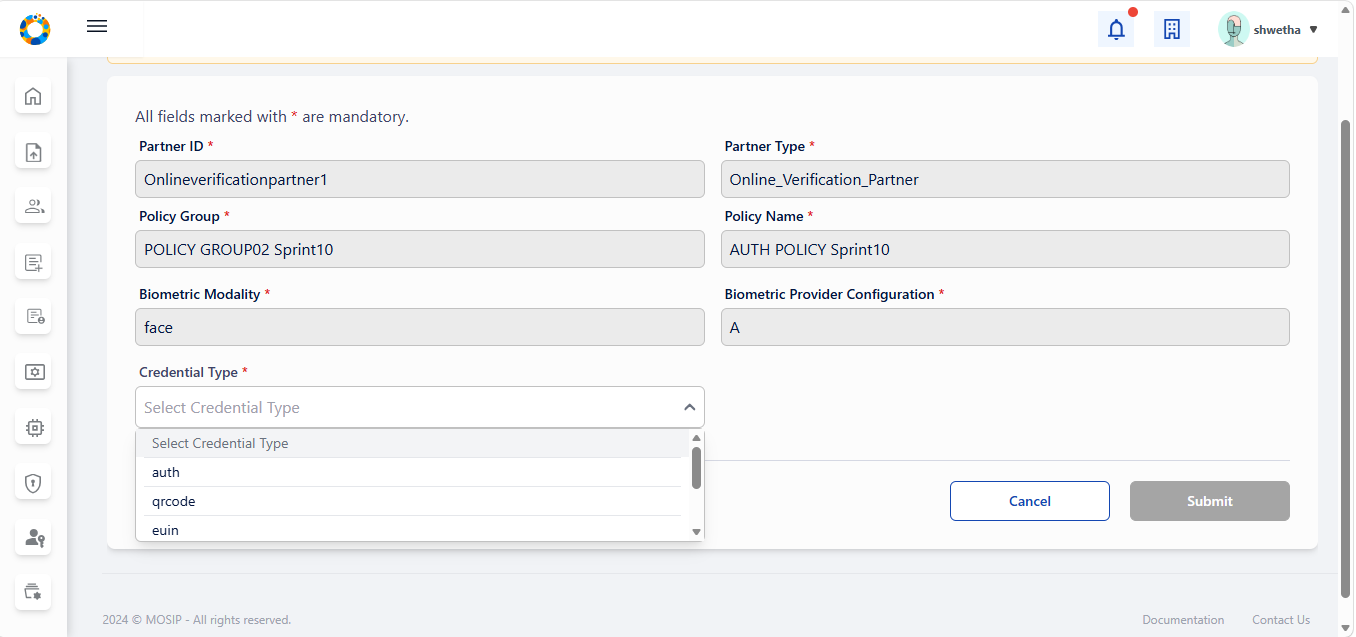 shwetha
All fields marked with * are mandatory.
Partner ID *
Partner Type *
Onlineverificationpartner1
Online_Verification_Partner
Policy Group *
Policy Name *
POLICY GROUP02 Sprint10
AUTH POLICY Sprint10
Biometric Modality *
Biometric Provider Configuration *
face
A
Credential Type *
Select Credential Type
Select Credential Type
auth
qrcode
euin
Cancel
Submit
2024 © MOSIP - All rights reserved.
Documentation
Contact Us